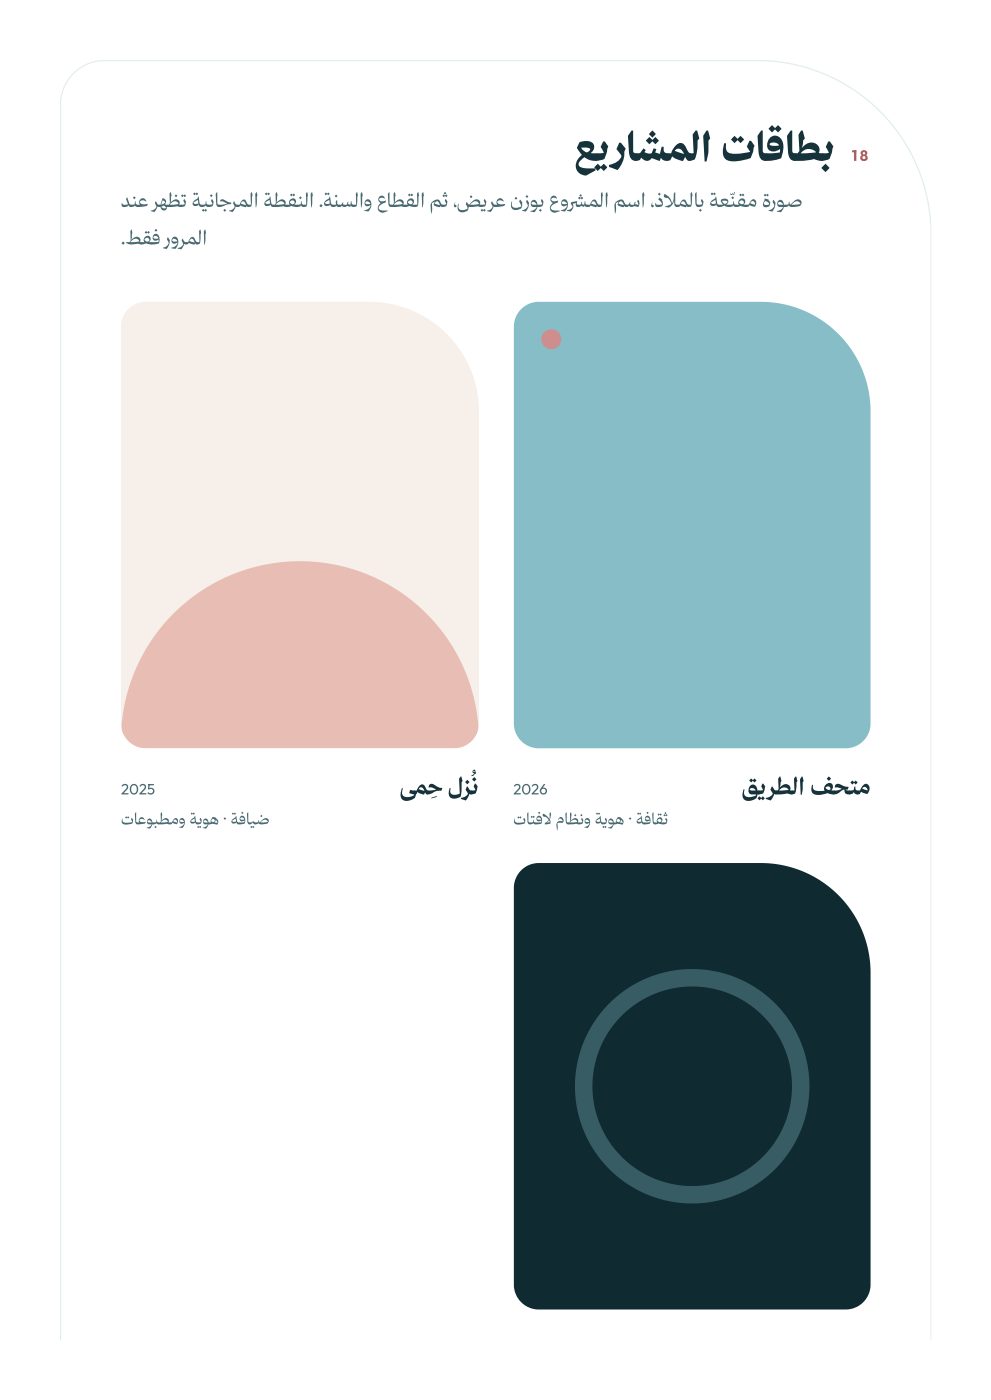 18 بطاقات المشاريع
صورة مقنّعة بالملاذ، اسم المشروع بوزن عريض، ثم القطاع والسنة. النقطة المرجانية تظهر عند
المرور فقط.
متحف الطريق 2026
ثقافة · هوية ونظام لافتات
نُزل حِمى 2025
ضيافة · هوية ومطبوعات